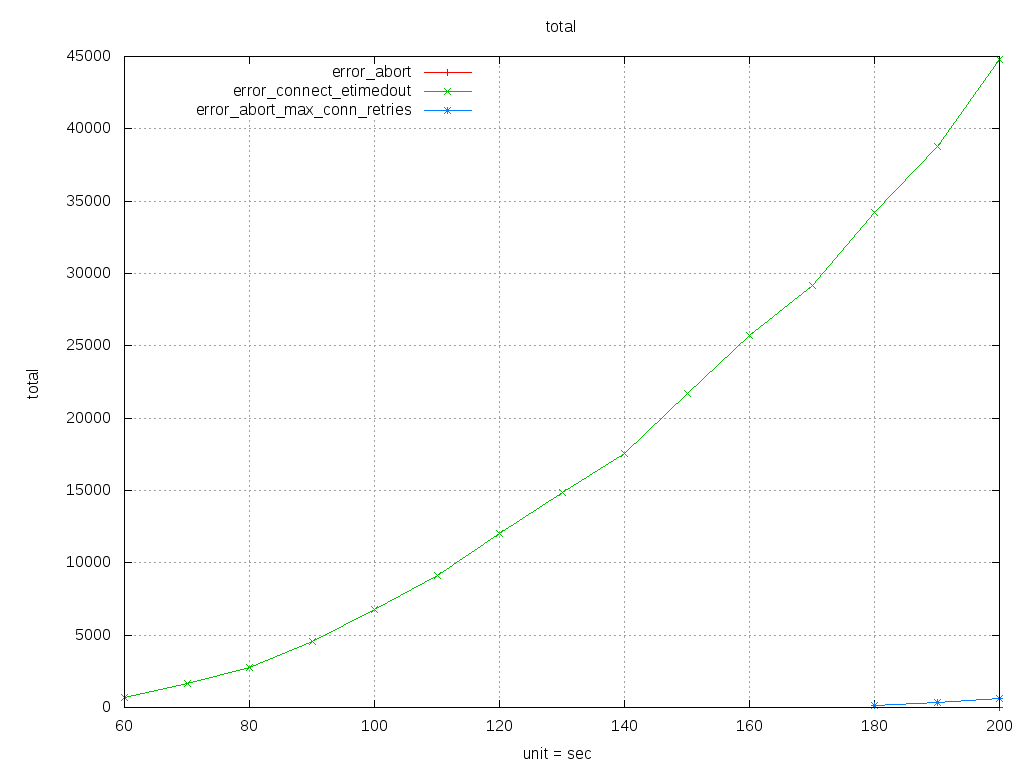 total
error_abort
error_connect_etimedout
error_abort_max_conn_retries
45000
40000
35000
30000
25000
20000
15000
10000
5000
0
total
60 80 100 120 140 160 180 200
unit = sec